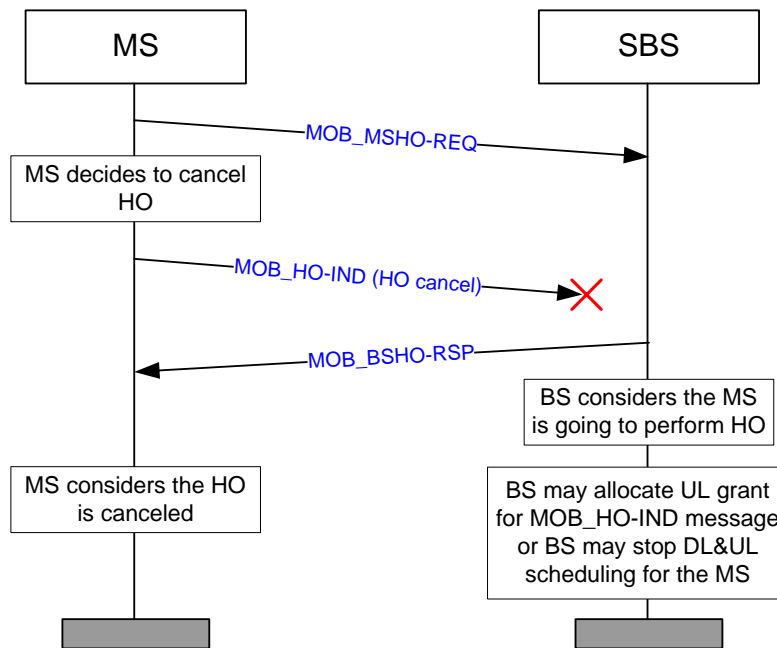 MS
SBS
MOB_MSHO-REQ
MS decides to cancel
HO
MOB_HO-IND (HO cancel)
MOB_BSHO-RSP
BS considers the MS
is going to perform HO
MS considers the HO
is canceled
BS may allocate UL grant
for MOB_HO-IND message
or BS may stop DL&UL
scheduling for the MS